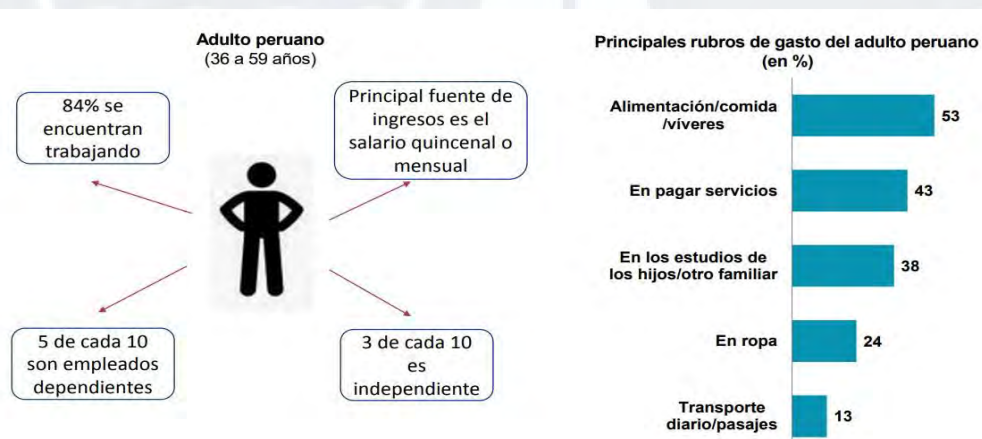 Adulto peruano
(36 a 59 años)
84% se
encuentran
trabajando
Principal fuente de
ingresos es el
salario quincenal o
mensual
5 de cada 10
son empleados
dependientes
3 de cada 10
es
independiente
Principales rubros de gasto del adulto peruano
(en %)
Alimentación/comida
/víveres
53
En pagar servicios
43
En los estudios de
los hijos/otro familiar
38
En ropa
24
Transporte
diario/pasajes
13